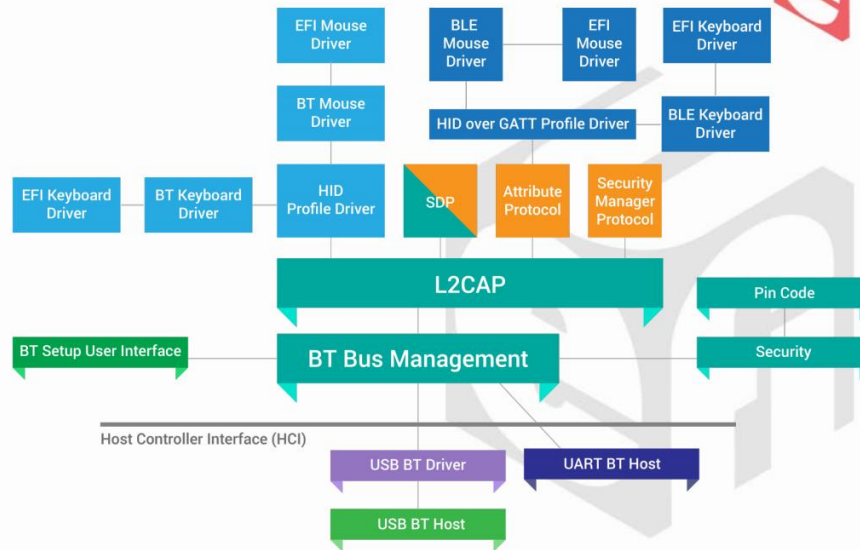 EFI Mouse
Driver
BLE
Mouse
Driver
EFI
Mouse
Driver
EFI Keyboard
Driver
BT Mouse
Driver
HID over GATT Profile Driver
BLE Keyboard
Driver
EFI Keyboard
Driver
BT Keyboard
Driver
HID
Profile Driver
SDP
Attribute
Protocol
Security
Manager
Protocol
L2CAP
Pin Code
BT Setup User Interface
BT Bus Management
Security
Host Controller Interface (HCI)
USB BT Driver
UART BT Host
USB BT Host